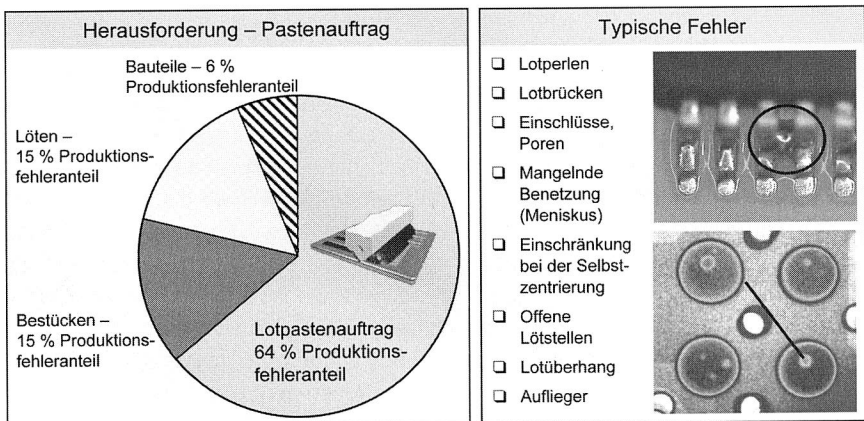 Herausforderung – Pastenauftrag
Bauteile – 6 %
Produktionsfehleranteil
Löten –
15 % Produktions-
fehleranteil
Bestücken –
15 % Produktions-
fehleranteil
Lotpastenauftrag
64 % Produktions-
fehleranteil
Typische Fehler
❑ Lotperlen
❑ Lotbrücken
❑ Einschlüsse,
Poren
❑ Mangelnde
Benetzung
(Meniskus)
❑ Einschränkung
bei der Selbst-
zentrierung
❑ Offene
Lötstellen
❑ Lotüberhang
❑ Auflieger